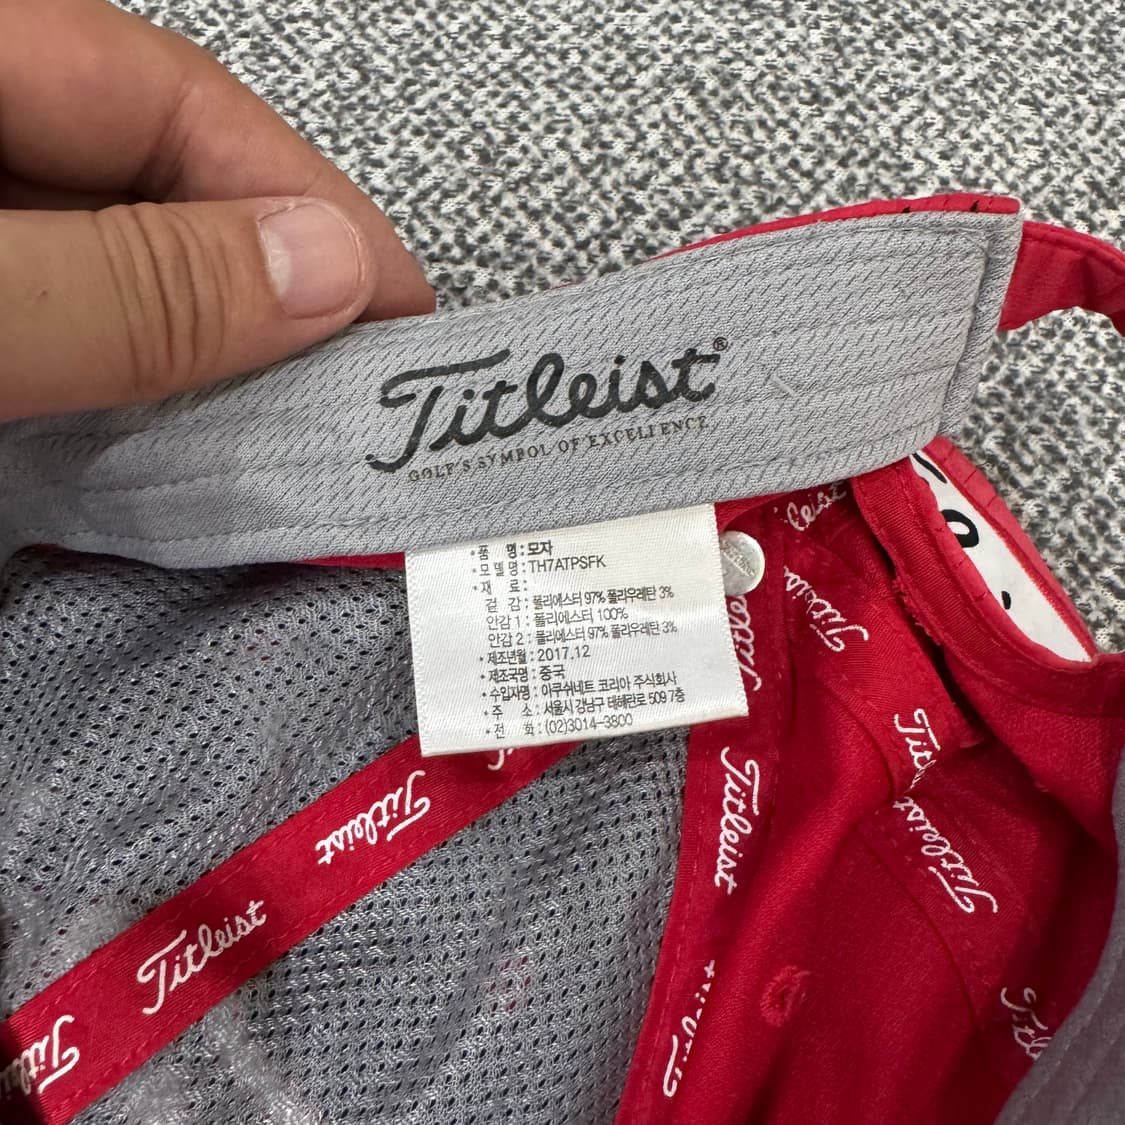 Titleist®
GOLF'S SYMBOL OF EXCELLENCE
•품 명 : 모자
•모 델 명 : TH7ATPSFK
•재 료 :
겉 감 : 폴리에스터 97% 폴리우레탄 3%
안감 1 : 폴리에스터 100%
안감 2 : 폴리에스터 97% 폴리우레탄 3%
•제조년월 : 2017.12
•제조국명 : 중국
•수입자명 : 아쿠쉬네트 코리아 주식회사
•주 소 : 서울시 강남구 테헤란로 509 7층
•전 화 : (02)3014-3800
Titleist
Titleist
Titleist
Titleist
Titleist